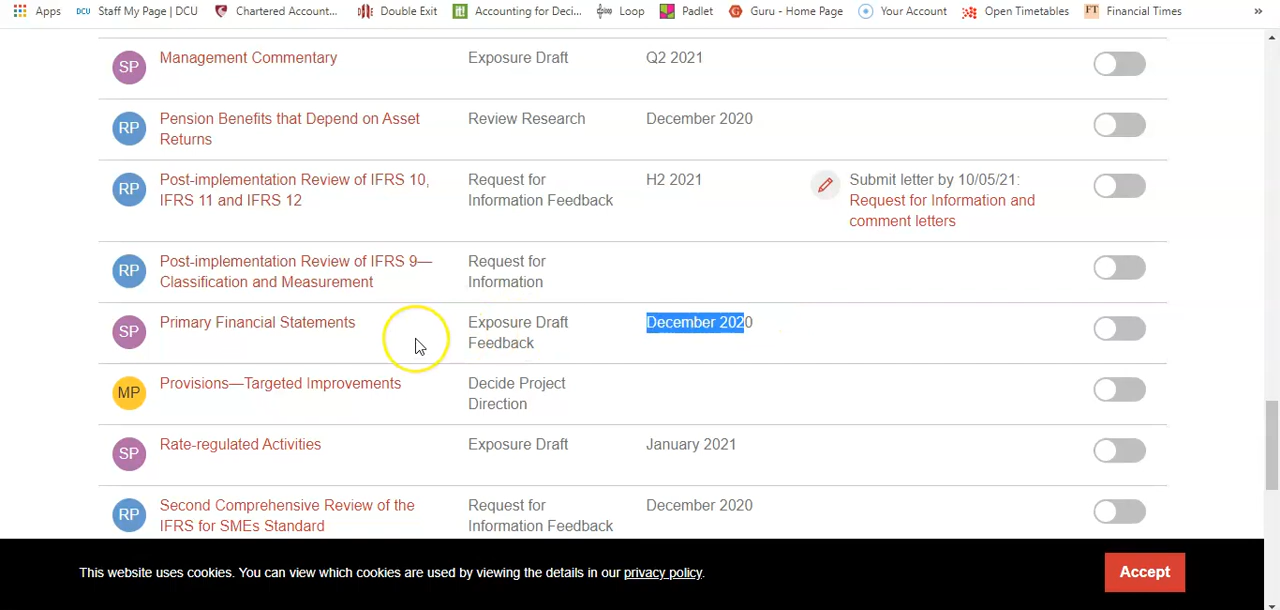 Apps DCU Staff My Page | DCU Chartered Account... Double Exit Accounting for Deci... Loop Padlet G Guru - Home Page Your Account Open Timetables FT Financial Times »
SP Management Commentary Exposure Draft Q2 2021
RP Pension Benefits that Depend on Asset Review Research December 2020
Returns
RP Post-implementation Review of IFRS 10, Request for H2 2021 Submit letter by 10/05/21:
IFRS 11 and IFRS 12 Information Feedback Request for Information and
comment letters
RP Post-implementation Review of IFRS 9— Request for
Classification and Measurement Information
SP Primary Financial Statements Exposure Draft December 2020
Feedback
MP Provisions—Targeted Improvements Decide Project
Direction
SP Rate-regulated Activities Exposure Draft January 2021
RP Second Comprehensive Review of the Request for December 2020
IFRS for SMEs Standard Information Feedback
This website uses cookies. You can view which cookies are used by viewing the details in our privacy policy. Accept